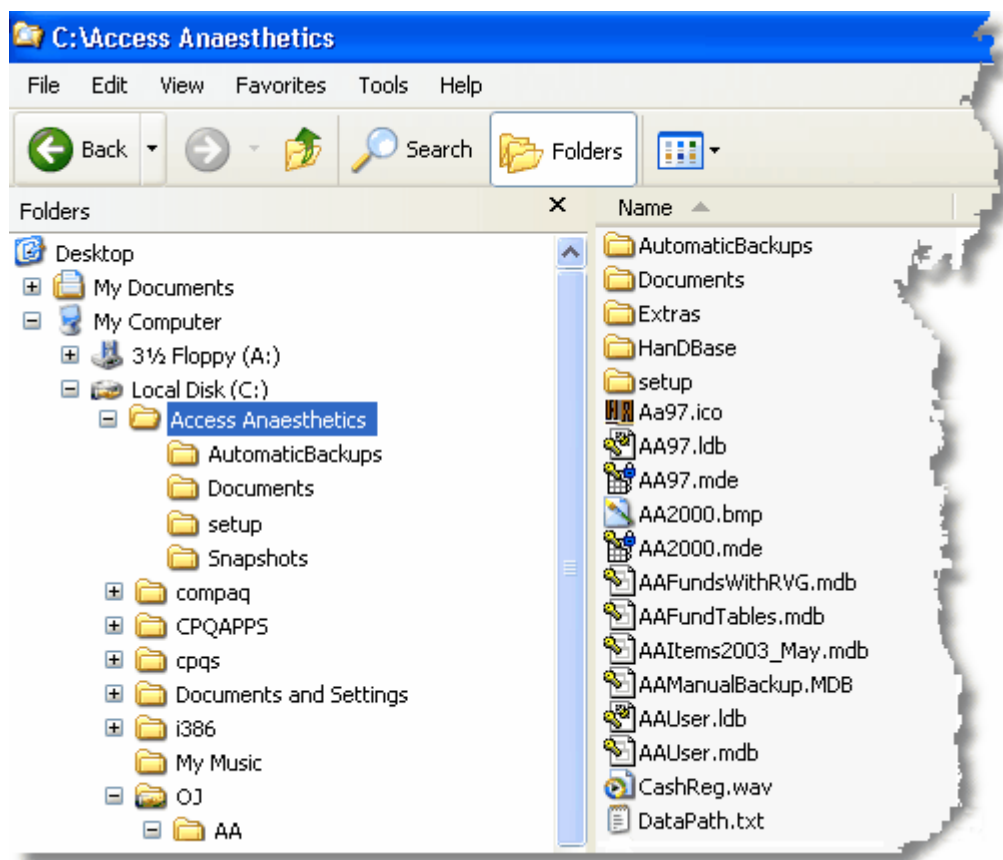 C:\Access Anaesthetics
File Edit View Favorites Tools Help
Back Search Folders
Folders
Desktop
My Documents
My Computer
3½ Floppy (A:)
Local Disk (C:)
Access Anaesthetics
AutomaticBackups
Documents
setup
Snapshots
compaq
CPQAPPS
cpqs
Documents and Settings
i386
My Music
OJ
AA
Name
AutomaticBackups
Documents
Extras
HanDBase
setup
Aa97.ico
AA97.ldb
AA97.mde
AA2000.bmp
AA2000.mde
AAFundsWithRVG.mdb
AAFundTables.mdb
AAItems2003_May.mdb
AAManualBackup.MDB
AAUser.ldb
AAUser.mdb
CashReg.wav
DataPath.txt